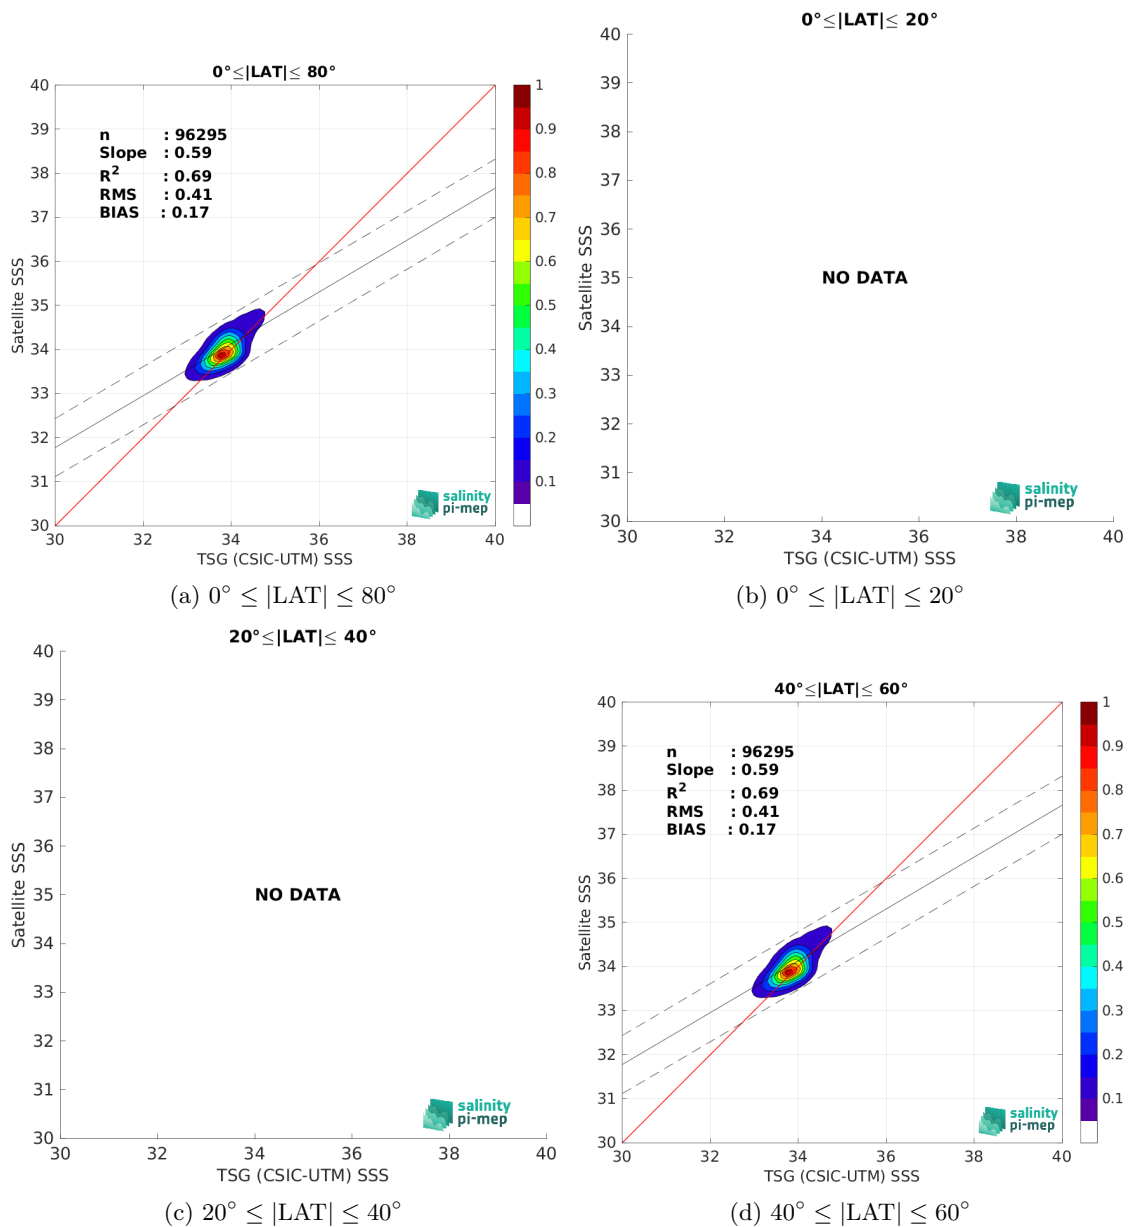 0°≤|LAT|≤ 80°
40
39
38
37
36
35
34
33
32
31
30
Satellite SSS
n : 96295
Slope : 0.59
R² : 0.69
RMS : 0.41
BIAS : 0.17
1
0.9
0.8
0.7
0.6
0.5
0.4
0.3
0.2
0.1
salinity
pi-mep
30 32 34 36 38 40
TSG (CSIC-UTM) SSS
(a) 0° ≤ |LAT| ≤ 80°
0°≤|LAT|≤ 20°
40
39
38
37
36
35
34
33
32
31
30
Satellite SSS
NO DATA
salinity
pi-mep
30 32 34 36 38 40
TSG (CSIC-UTM) SSS
(b) 0° ≤ |LAT| ≤ 20°
20°≤|LAT|≤ 40°
40
39
38
37
36
35
34
33
32
31
30
Satellite SSS
NO DATA
salinity
pi-mep
30 32 34 36 38 40
TSG (CSIC-UTM) SSS
(c) 20° ≤ |LAT| ≤ 40°
40°≤|LAT|≤ 60°
40
39
38
37
36
35
34
33
32
31
30
Satellite SSS
n : 96295
Slope : 0.59
R² : 0.69
RMS : 0.41
BIAS : 0.17
1
0.9
0.8
0.7
0.6
0.5
0.4
0.3
0.2
0.1
salinity
pi-mep
30 32 34 36 38 40
TSG (CSIC-UTM) SSS
(d) 40° ≤ |LAT| ≤ 60°